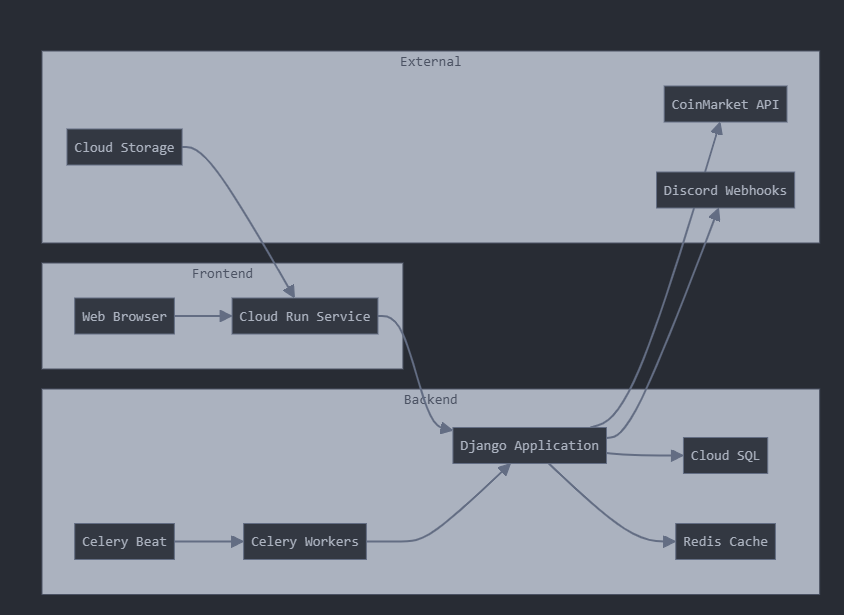 External
CoinMarket API
Cloud Storage
Discord Webhooks
Frontend
Web Browser
Cloud Run Service
Backend
Django Application
Cloud SQL
Celery Beat
Celery Workers
Redis Cache